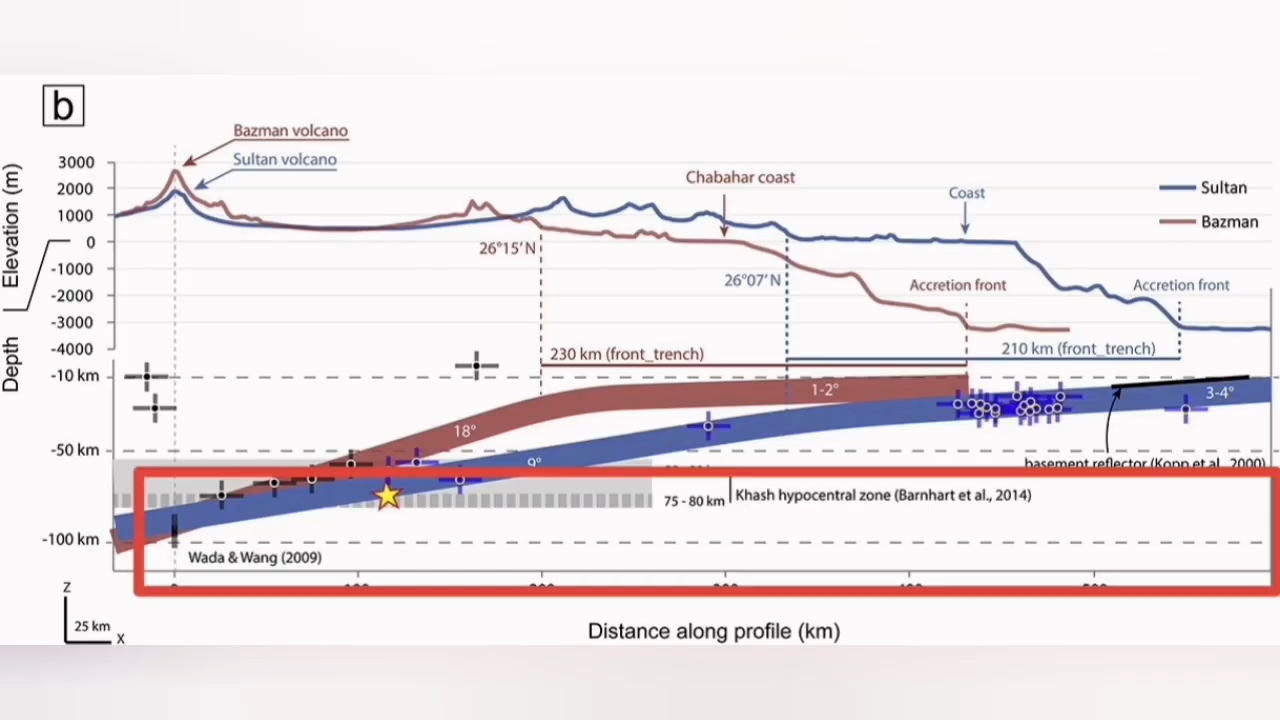 b
Bazman volcano
Sultan volcano
3000
2000
1000
0
-1000
-2000
-3000
-4000
Elevation (m)
Depth
Chabahar coast
Coast
Sultan
Bazman
26°15'N
26°07'N
Accretion front
Accretion front
230 km (front_trench)
210 km (front_trench)
-10 km
1-2°
3-4°
18°
-50 km
9°
basement reflector (Kopp et al., 2000)
75 - 80 km
Khash hypocentral zone (Barnhart et al., 2014)
-100 km
Wada & Wang (2009)
Z
25 km
X
Distance along profile (km)